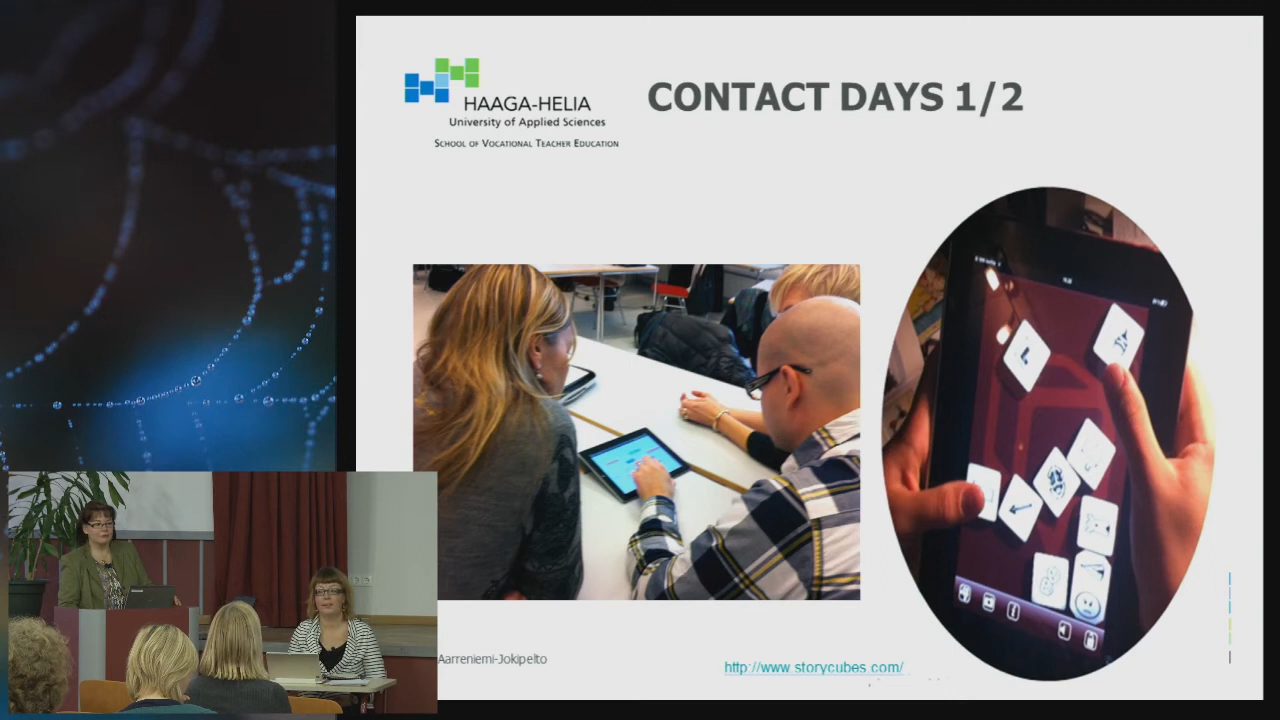 HAAGA-HELIA
University of Applied Sciences
SCHOOL OF VOCATIONAL TEACHER EDUCATION
CONTACT DAYS 1/2
Aarreniemi-Jokipelto
http://www.storycubes.com/